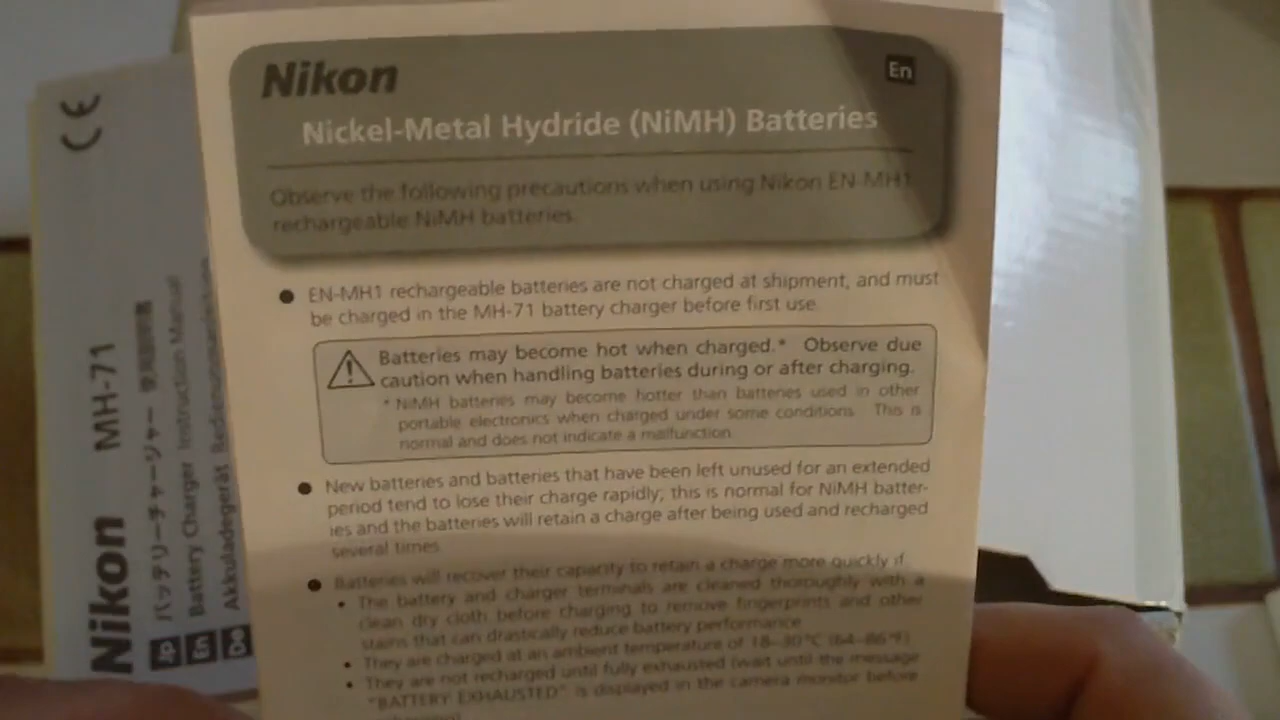 Nikon
En
Nickel-Metal Hydride (NiMH) Batteries
Observe the following precautions when using Nikon EN-MH1
rechargeable NiMH batteries.
● EN-MH1 rechargeable batteries are not charged at shipment, and must
be charged in the MH-71 battery charger before first use.
Batteries may become hot when charged.* Observe due
caution when handling batteries during or after charging.
* NiMH batteries may become hotter than batteries used in other
portable electronics when charged under some conditions. This is
normal and does not indicate a malfunction.
● New batteries and batteries that have been left unused for an extended
period tend to lose their charge rapidly; this is normal for NiMH batter-
ies and the batteries will retain a charge after being used and recharged
several times.
● Batteries will recover their capacity to retain a charge more quickly if
• The battery and charger terminals are cleaned thoroughly with a
clean dry cloth before charging to remove fingerprints and other
stains that can drastically reduce battery performance
• They are charged at an ambient temperature of 18–30°C (64–86°F)
• They are not recharged until fully exhausted (wait until the message
"BATTERY EXHAUSTED" is displayed in the camera monitor before
CE
Nikon MH-71
Jp バッテリーチャージャー 使用説明書
En Battery Charger Instruction Manual
De Akkuladegerät